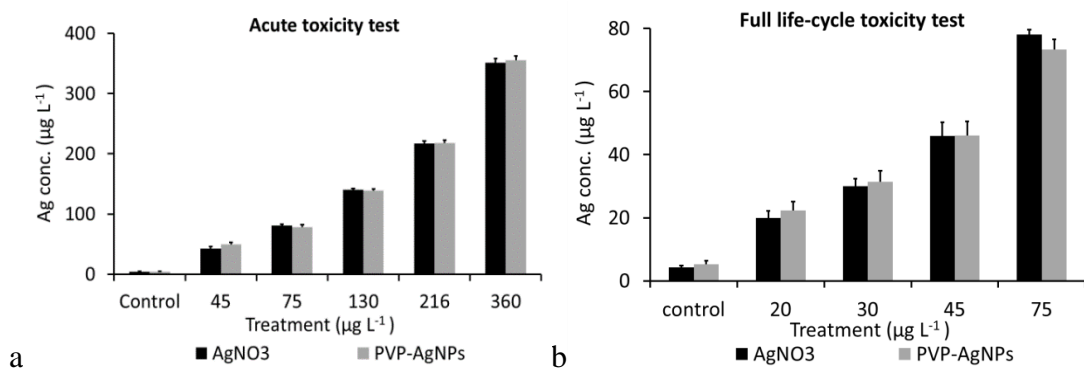 Acute toxicity test
Ag conc. (µg L⁻¹)
400
300
200
100
0
Control 45 75 130 216 360
Treatment (µg L⁻¹)
AgNO3 PVP-AgNPs
a
Full life-cycle toxicity test
Ag conc. (µg L⁻¹)
80
60
40
20
0
control 20 30 45 75
Treatment (µg L⁻¹)
AgNO3 PVP-AgNPs
b